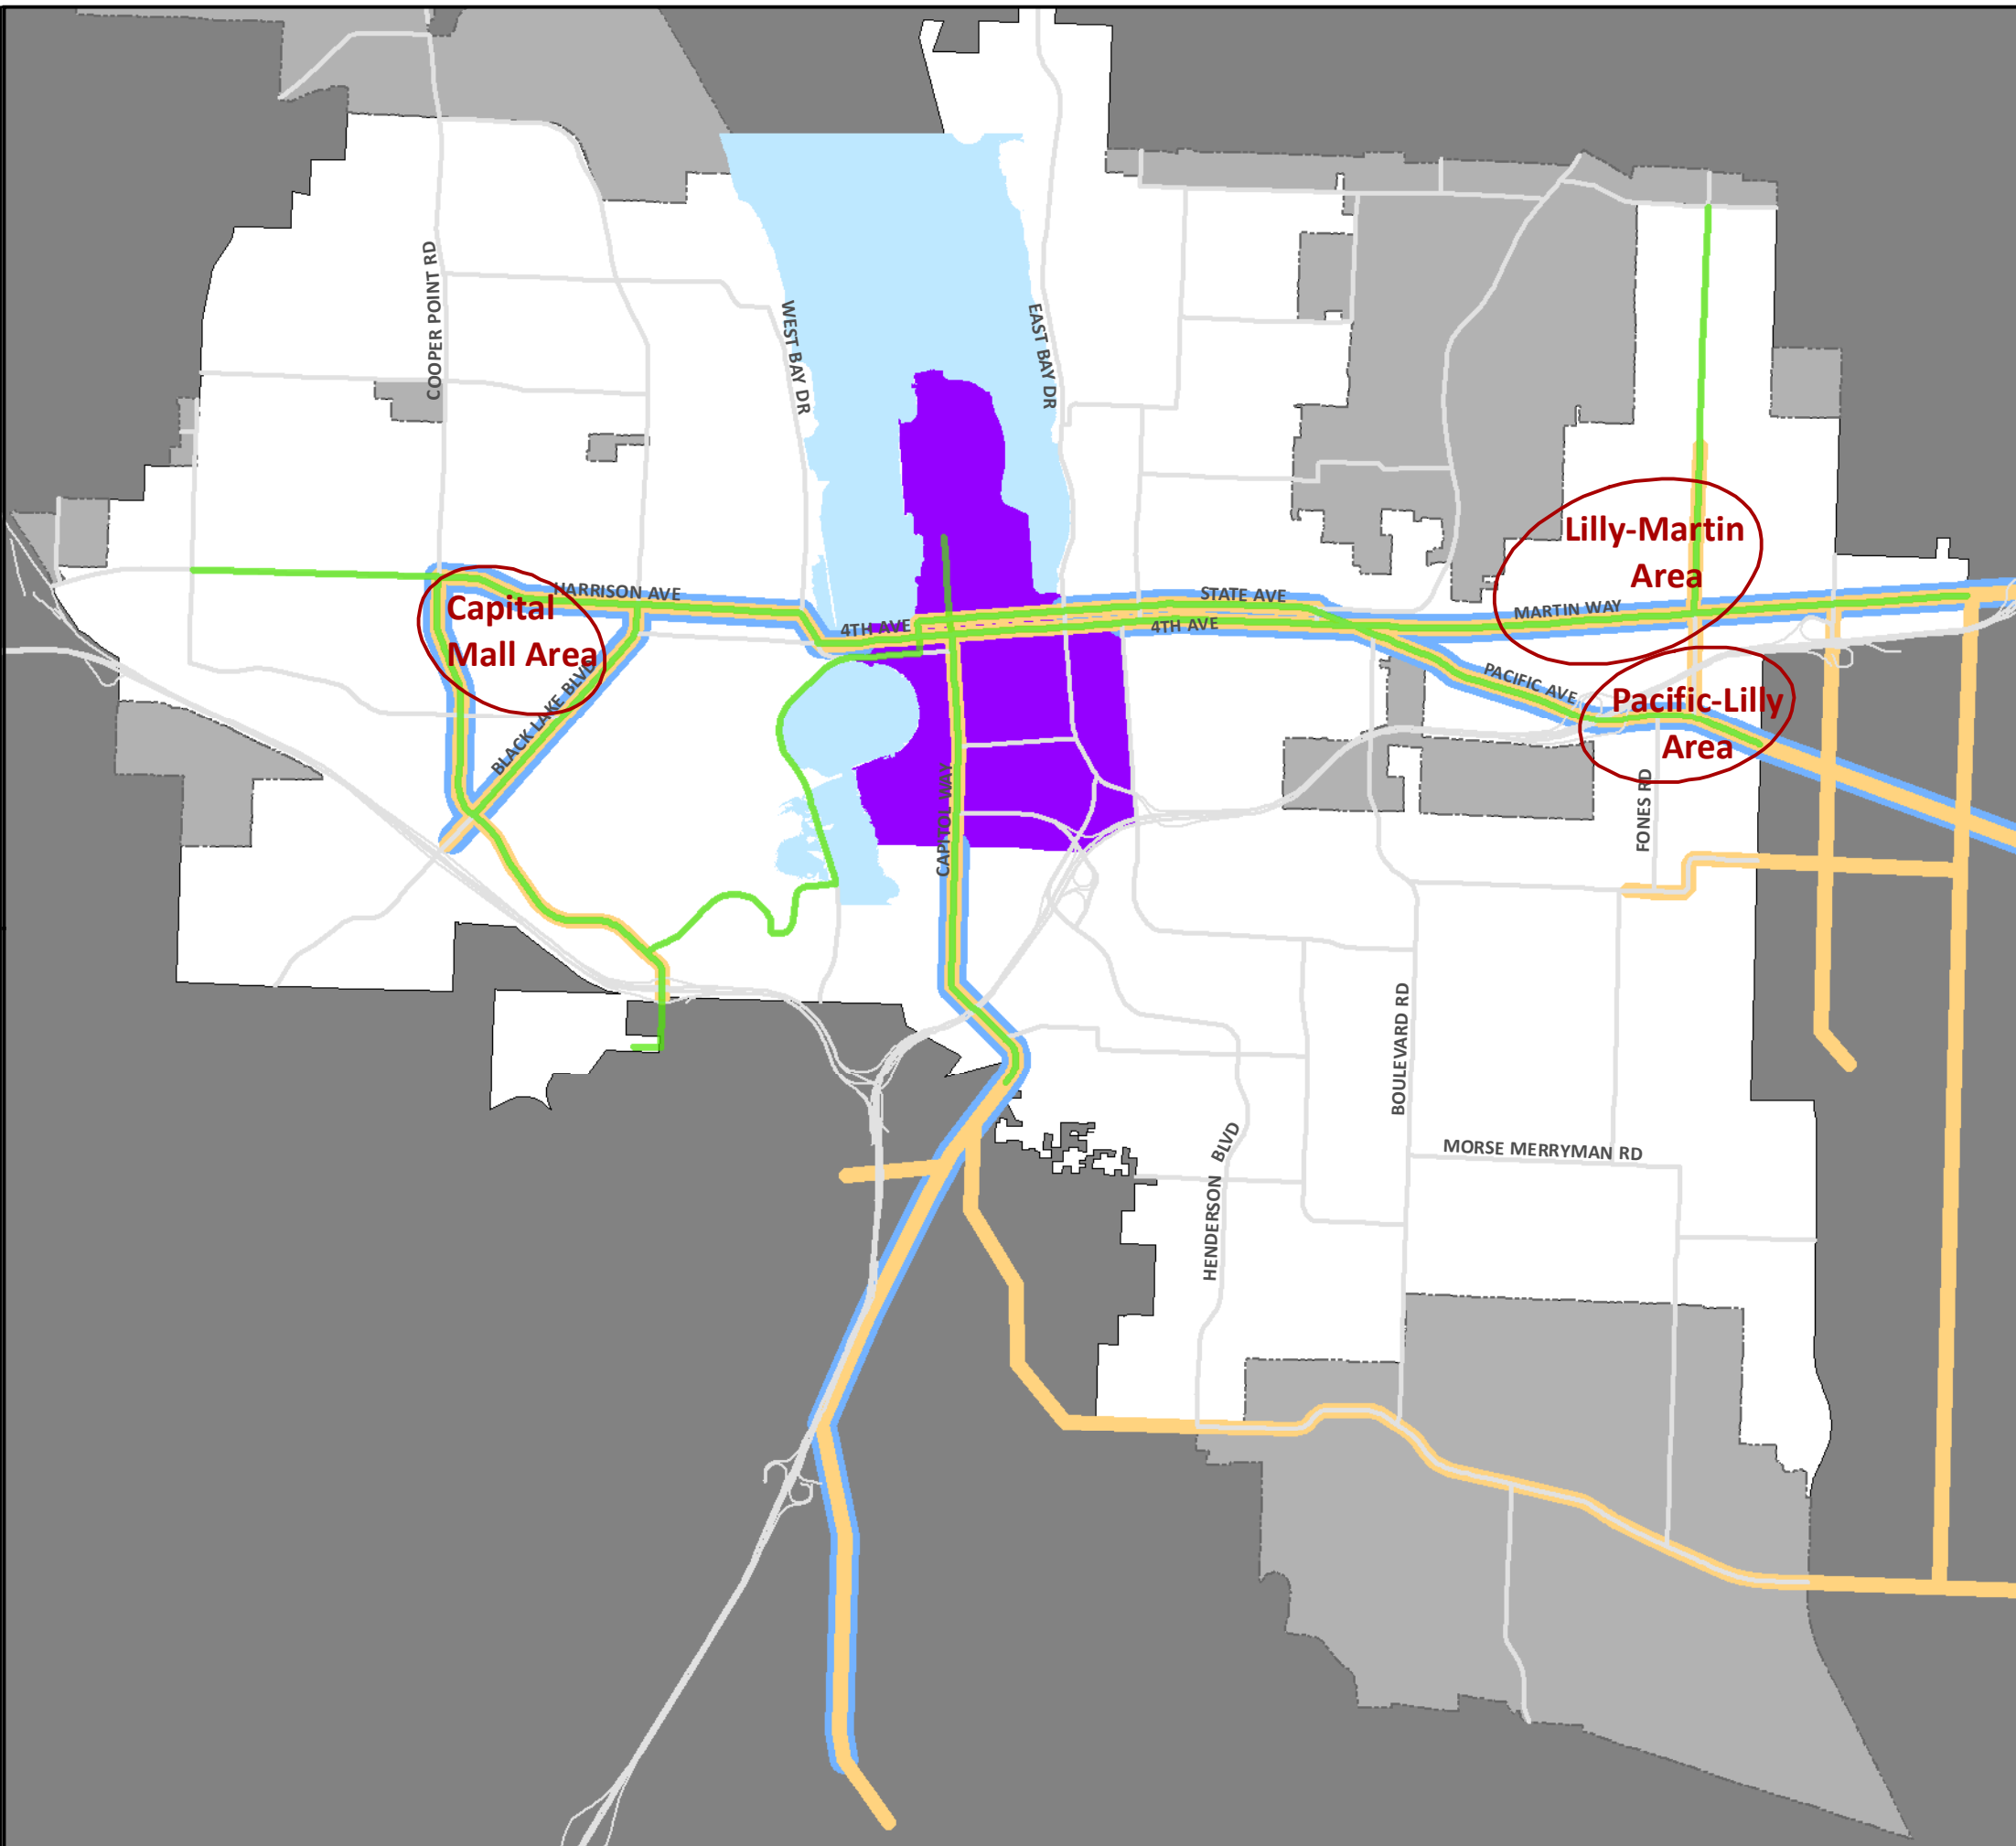 COOPER POINT RD
WEST BAY DR
EAST BAY DR
Lilly-Martin
Area
HARRISON AVE
Capital
Mall Area
4TH AVE
STATE AVE
4TH AVE
MARTIN WAY
PACIFIC AVE
Pacific-Lilly
Area
BLACK LAKE BLVD
CAPITOL WAY
FONES RD
BOULEVARD RD
HENDERSON BLVD
MORSE MERRYMAN RD